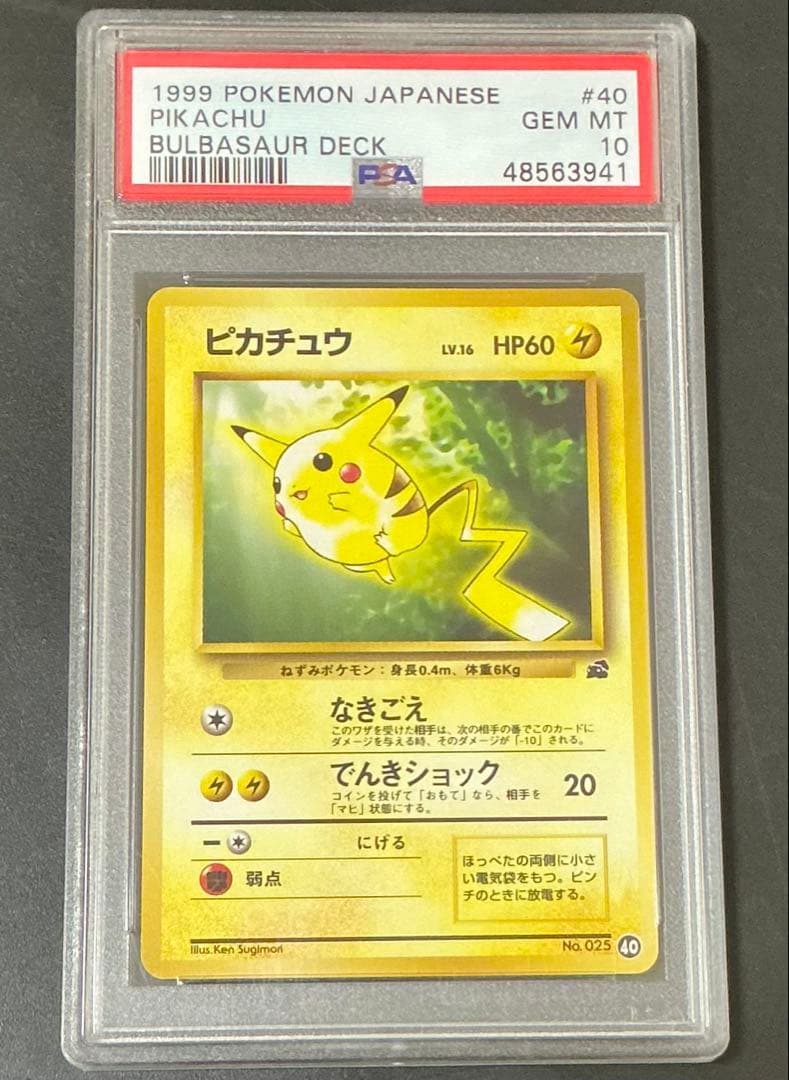 1999 POKEMON JAPANESE #40
PIKACHU GEM MT
BULBASAUR DECK 10
PSA 48563941
ピカチュウ LV.16 HP60
ねずみポケモン：身長0.4m、体重6Kg
なきごえ
このワザを受けた相手は、次の相手の番でこのカードに
ダメージを与える時、そのダメージが「-10」される。
でんきショック 20
コインを投げて「おもて」なら、相手を
「マヒ」状態にする。
にげる
弱点
ほっぺたの両側に小さ
い電気袋をもつ。ピン
チのときに放電する。
Illus.Ken Sugimori No. 025 40